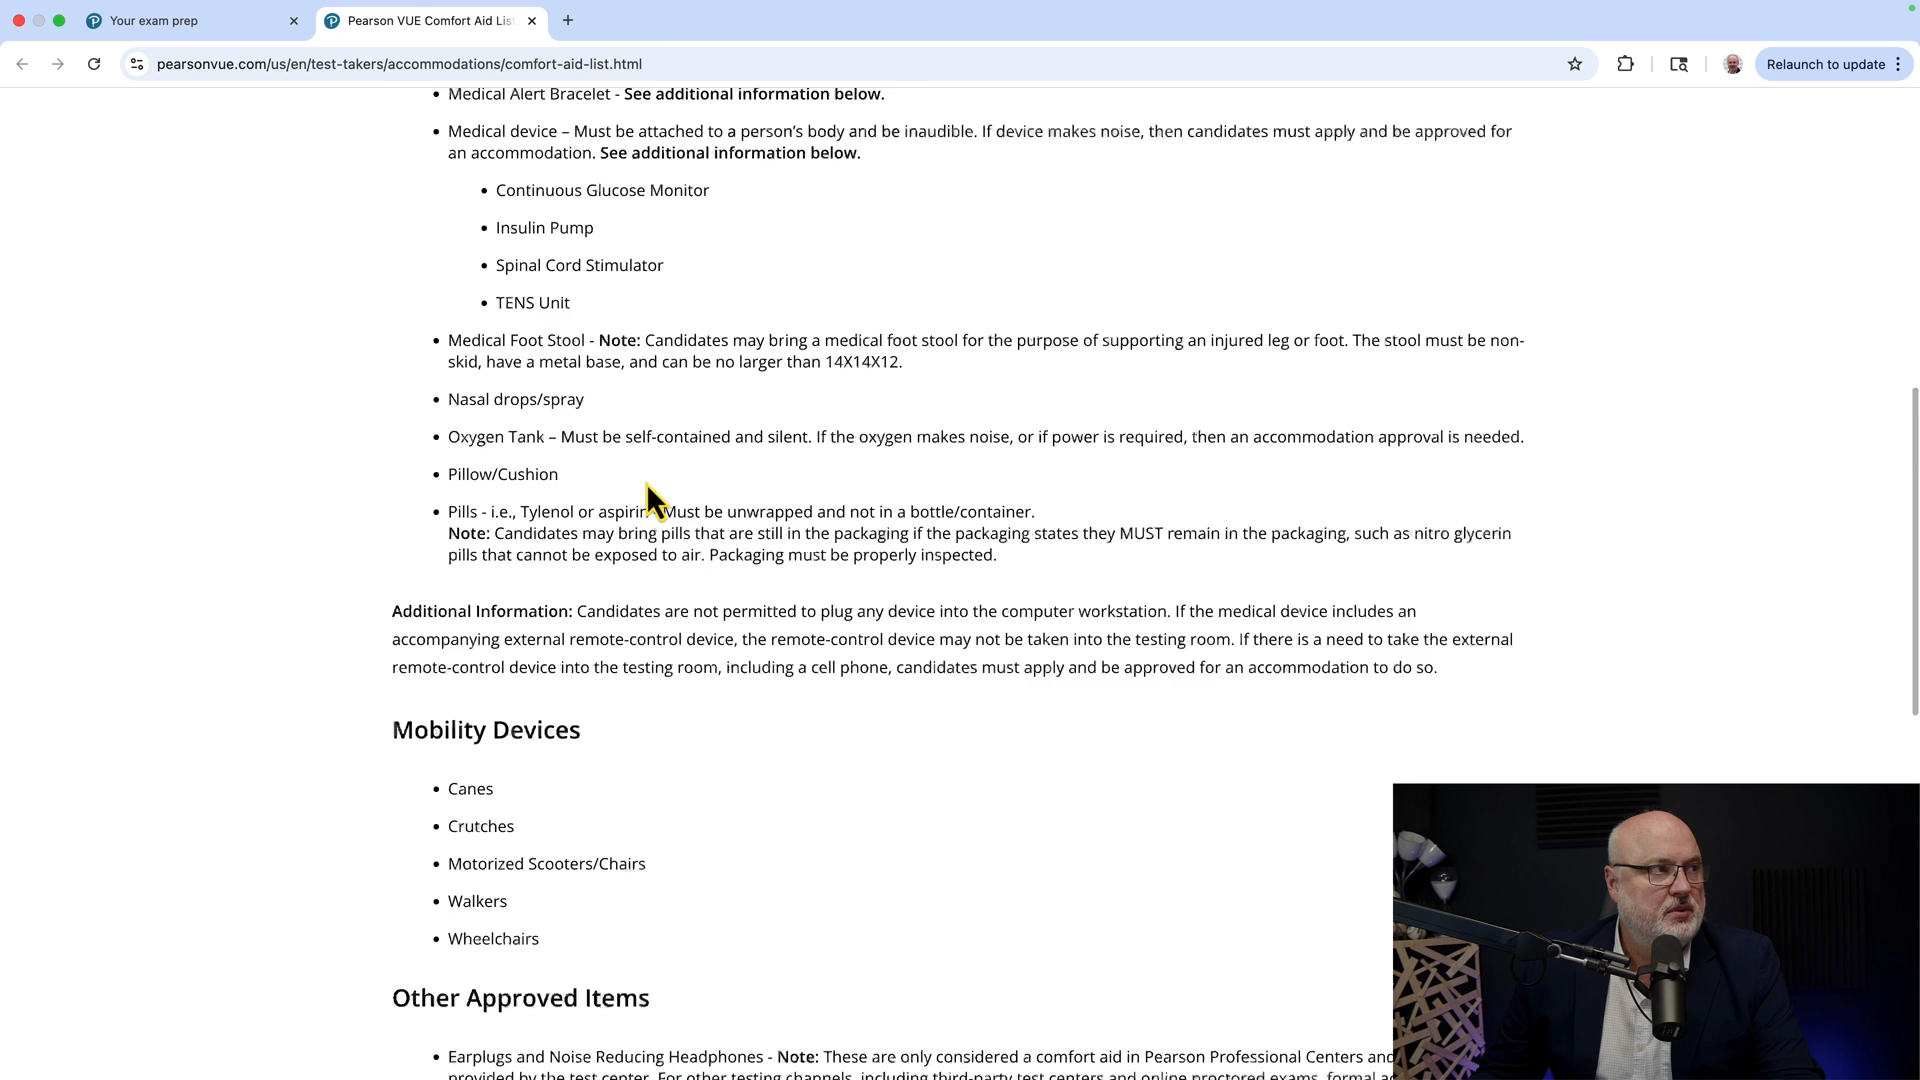 Your exam prep
Pearson VUE Comfort Aid Lis
pearsonvue.com/us/en/test-takers/accommodations/comfort-aid-list.html
Relaunch to update
• Medical Alert Bracelet - See additional information below.
• Medical device – Must be attached to a person’s body and be inaudible. If device makes noise, then candidates must apply and be approved for
an accommodation. See additional information below.
• Continuous Glucose Monitor
• Insulin Pump
• Spinal Cord Stimulator
• TENS Unit
• Medical Foot Stool - Note: Candidates may bring a medical foot stool for the purpose of supporting an injured leg or foot. The stool must be non-
skid, have a metal base, and can be no larger than 14X14X12.
• Nasal drops/spray
• Oxygen Tank – Must be self-contained and silent. If the oxygen makes noise, or if power is required, then an accommodation approval is needed.
• Pillow/Cushion
• Pills - i.e., Tylenol or aspirin Must be unwrapped and not in a bottle/container.
Note: Candidates may bring pills that are still in the packaging if the packaging states they MUST remain in the packaging, such as nitro glycerin
pills that cannot be exposed to air. Packaging must be properly inspected.
Additional Information: Candidates are not permitted to plug any device into the computer workstation. If the medical device includes an
accompanying external remote-control device, the remote-control device may not be taken into the testing room. If there is a need to take the external
remote-control device into the testing room, including a cell phone, candidates must apply and be approved for an accommodation to do so.
Mobility Devices
• Canes
• Crutches
• Motorized Scooters/Chairs
• Walkers
• Wheelchairs
Other Approved Items
• Earplugs and Noise Reducing Headphones - Note: These are only considered a comfort aid in Pearson Professional Centers and
provided by the test center. For other testing channels, including third-party test centers and online proctored exams, formal